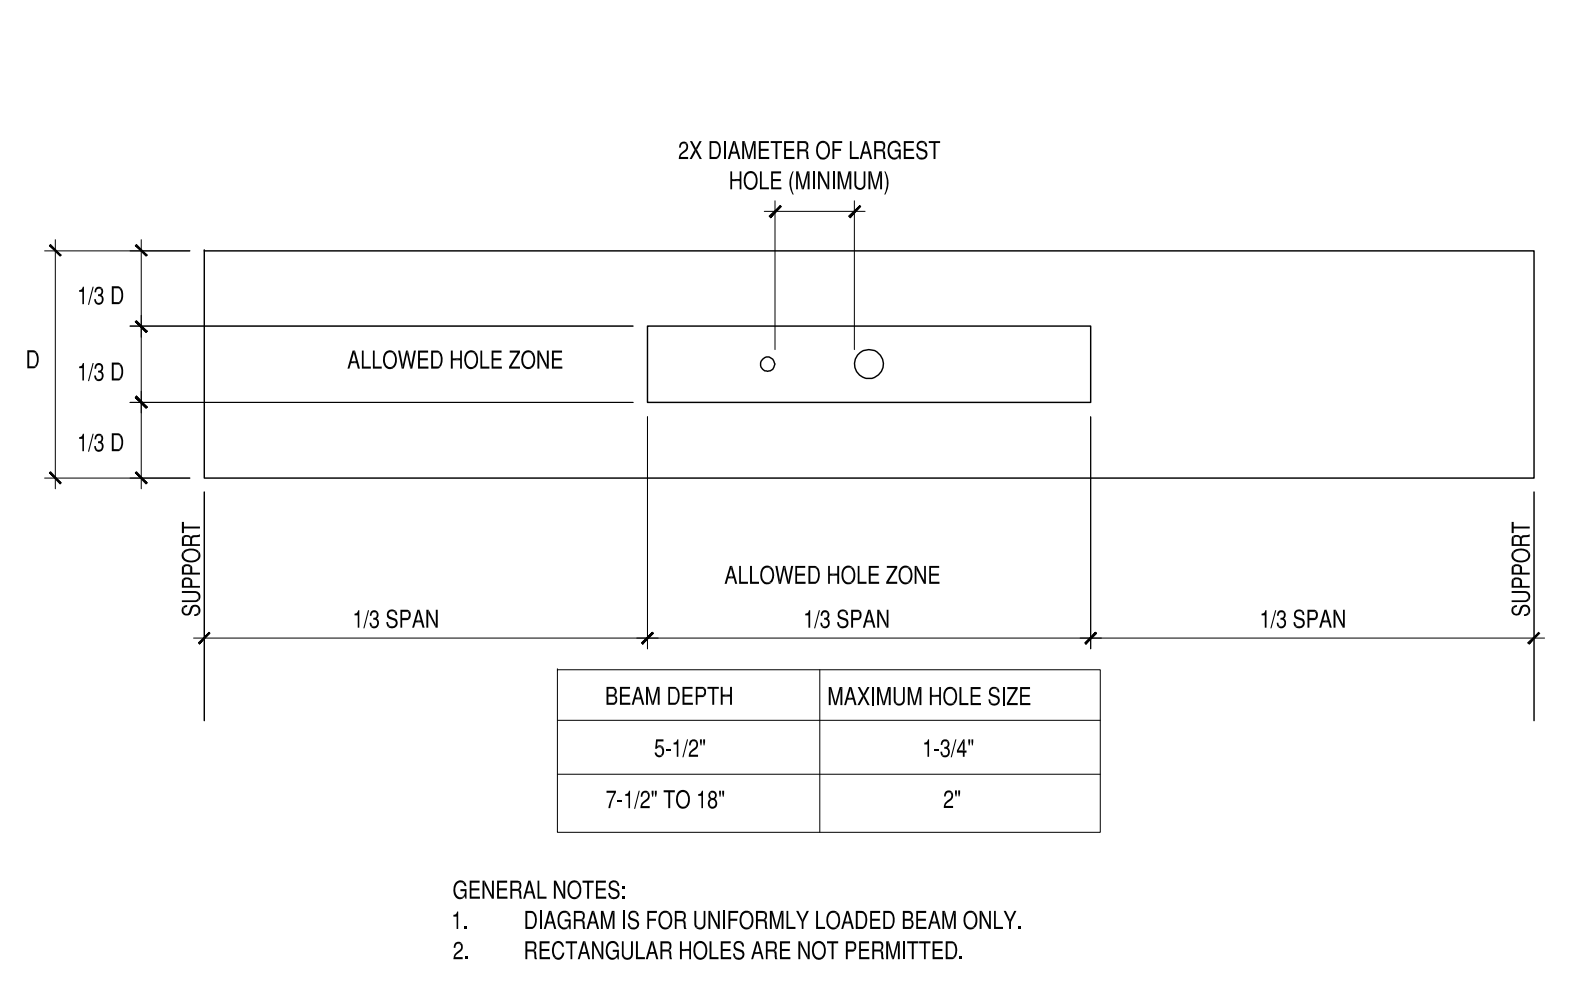 2X DIAMETER OF LARGEST
HOLE (MINIMUM)
1/3 D
D
1/3 D
1/3 D
ALLOWED HOLE ZONE
SUPPORT
SUPPORT
ALLOWED HOLE ZONE
1/3 SPAN
1/3 SPAN
1/3 SPAN
BEAM DEPTH MAXIMUM HOLE SIZE
5-1/2" 1-3/4"
7-1/2" TO 18" 2"
GENERAL NOTES:
1. DIAGRAM IS FOR UNIFORMLY LOADED BEAM ONLY.
2. RECTANGULAR HOLES ARE NOT PERMITTED.